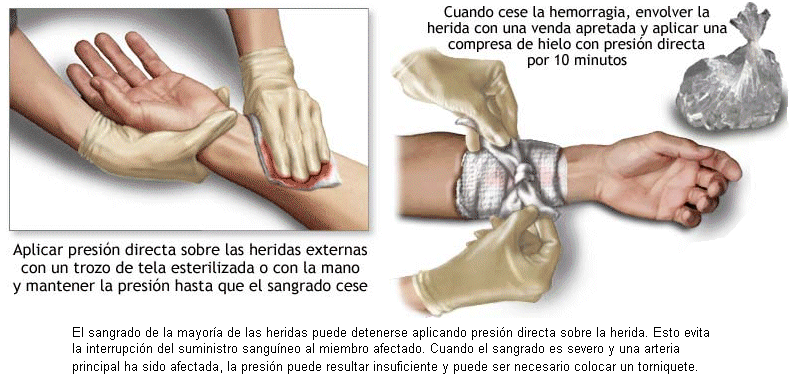 Cuando cese la hemorragia, envolver la
herida con una venda apretada y aplicar una
compresa de hielo con presión directa
por 10 minutos
Aplicar presión directa sobre las heridas externas
con un trozo de tela esterilizada o con la mano
y mantener la presión hasta que el sangrado cese
El sangrado de la mayoría de las heridas puede detenerse aplicando presión directa sobre la herida. Esto evita
la interrupción del suministro sanguíneo al miembro afectado. Cuando el sangrado es severo y una arteria
principal ha sido afectada, la presión puede resultar insuficiente y puede ser necesario colocar un torniquete.